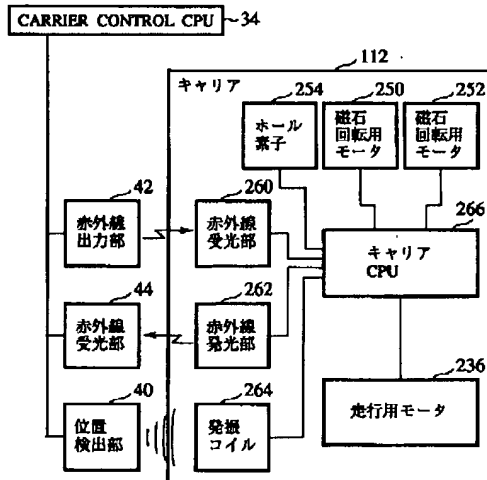 CARRIER CONTROL CPU
34
112
キャリア
254
250
252
ホール
素子
磁石
回転用
モータ
磁石
回転用
モータ
42
260
266
赤外線
出力部
赤外線
受光部
キャリア
CPU
44
262
赤外線
受光部
赤外線
発光部
236
40
264
位置
検出部
発振
コイル
走行用モータ